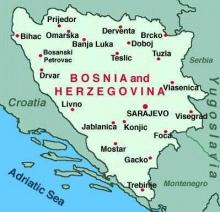 Prijedor
Bihac
Omarska
Derventa
Brcko
Banja Luka
Doboj
Bosanski
Petrovac
Teslic
Tuzla
Serbia
Drvar
BOSNIA and
HERZEGOVINA
Vlasenica
Croatia
Livno
SARAJEVO
Visegrad
Jablanica
Konjic
Foca
Yugoslavia
Mostar
Gacko
Adriatic Sea
Trebinje
Montenegro